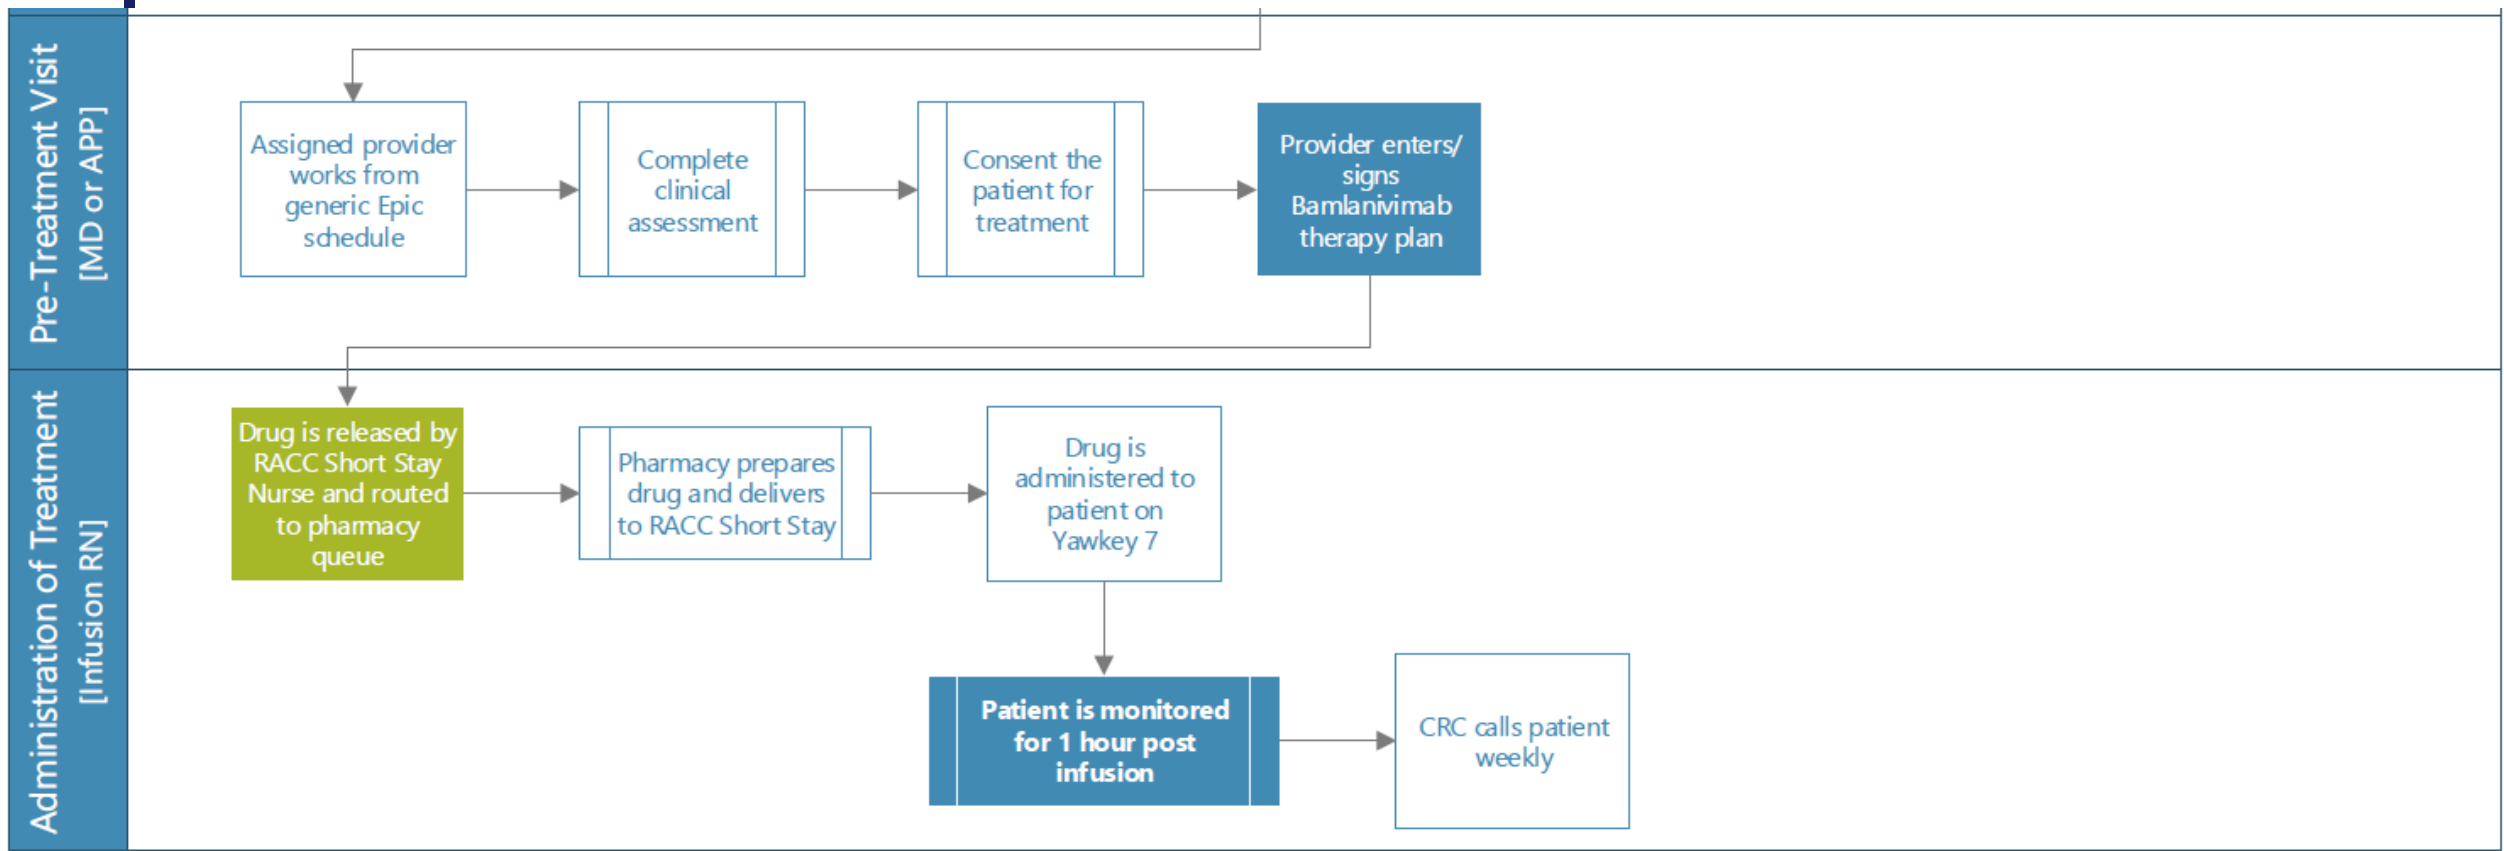 Pre-Treatment Visit
[MD or APP]
Assigned provider
works from
generic Epic
schedule
Complete
clinical
assessment
Consent the
patient for
treatment
Provider enters/
signs
Bamlanivimab
therapy plan
Administration of Treatment
[Infusion RN]
Drug is released by
RACC Short Stay
Nurse and routed
to pharmacy
queue
Pharmacy prepares
drug and delivers
to RACC Short Stay
Drug is
administered to
patient on
Yawkey 7
Patient is monitored
for 1 hour post
infusion
CRC calls patient
weekly